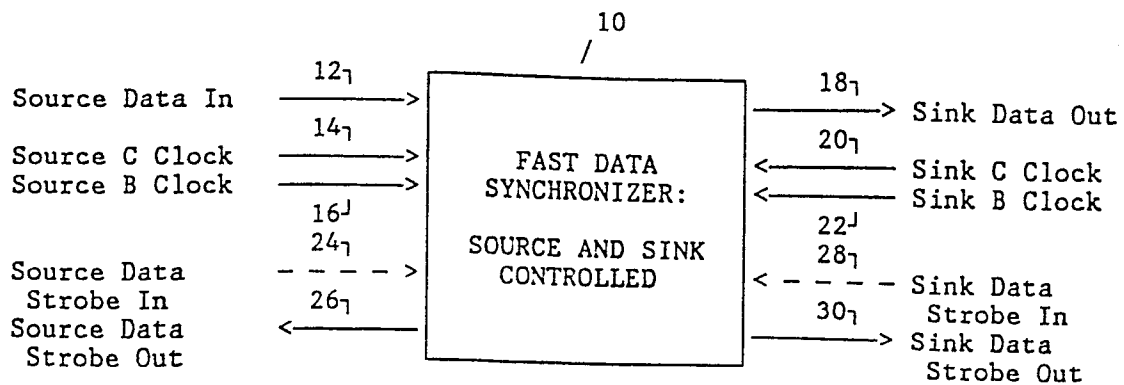 10
12
Source Data In
14
Source C Clock
Source B Clock
16
24
Source Data
Strobe In
26
Source Data
Strobe Out
FAST DATA
SYNCHRONIZER:
SOURCE AND SINK
CONTROLLED
18
Sink Data Out
20
Sink C Clock
Sink B Clock
22
28
Sink Data
Strobe In
30
Sink Data
Strobe Out